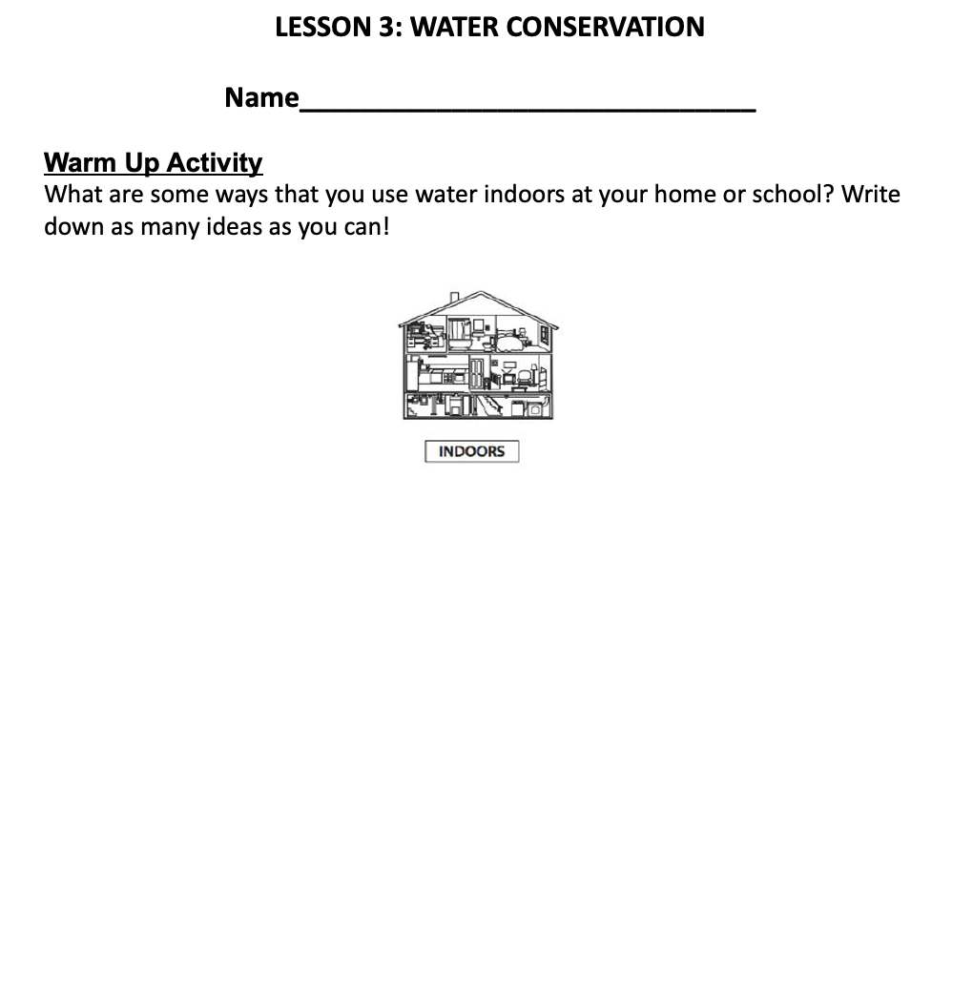 LESSON 3: WATER CONSERVATION
Name______________________________
Warm Up Activity
What are some ways that you use water indoors at your home or school? Write
down as many ideas as you can!
INDOORS